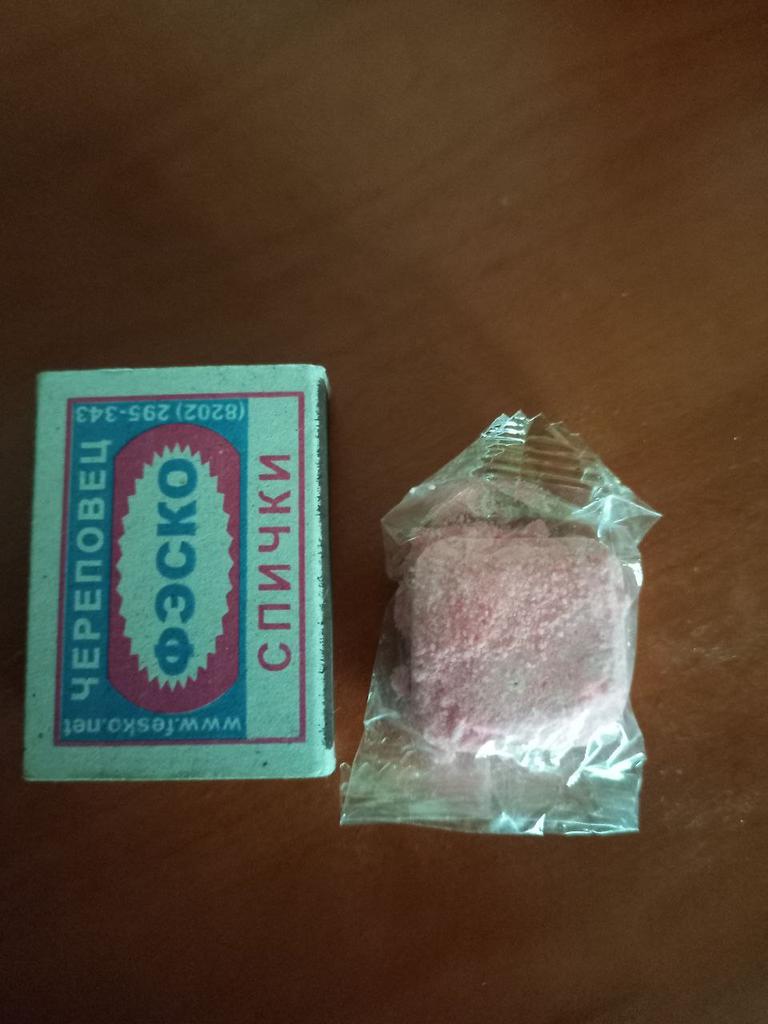 ЧЕРЕПОВЕЦ
(8202) 295-343
ФЭСКО
www.fesko.net
СПИЧКИ